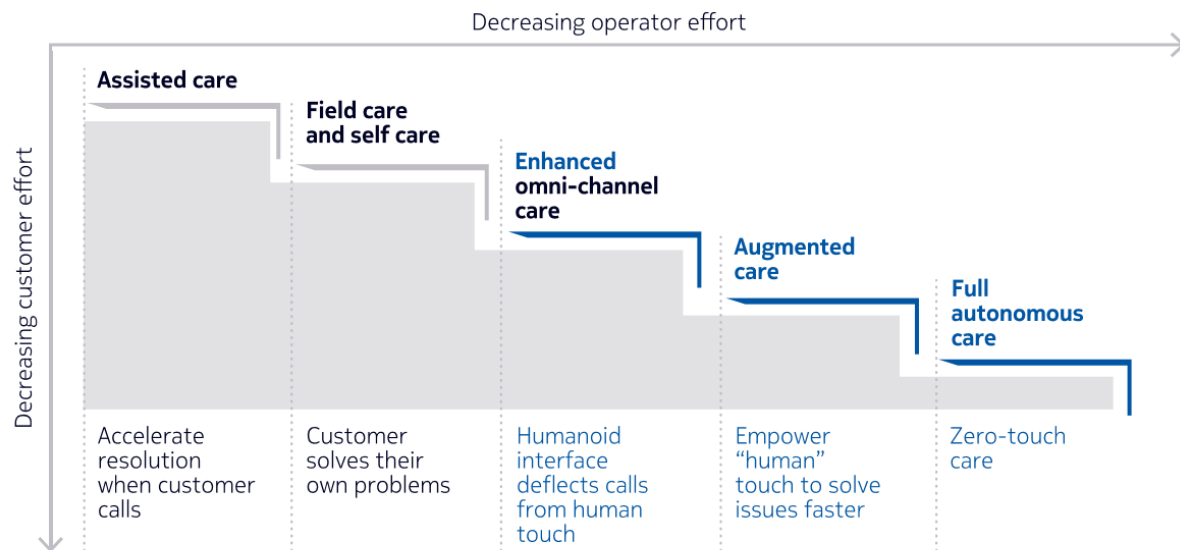 Decreasing operator effort
Decreasing customer effort
Assisted care
Field care
and self care
Enhanced
omni-channel
care
Augmented
care
Full
autonomous
care
Accelerate
resolution
when customer
calls
Customer
solves their
own problems
Humanoid
interface
deflects calls
from human
touch
Empower
“human”
touch to solve
issues faster
Zero-touch
care